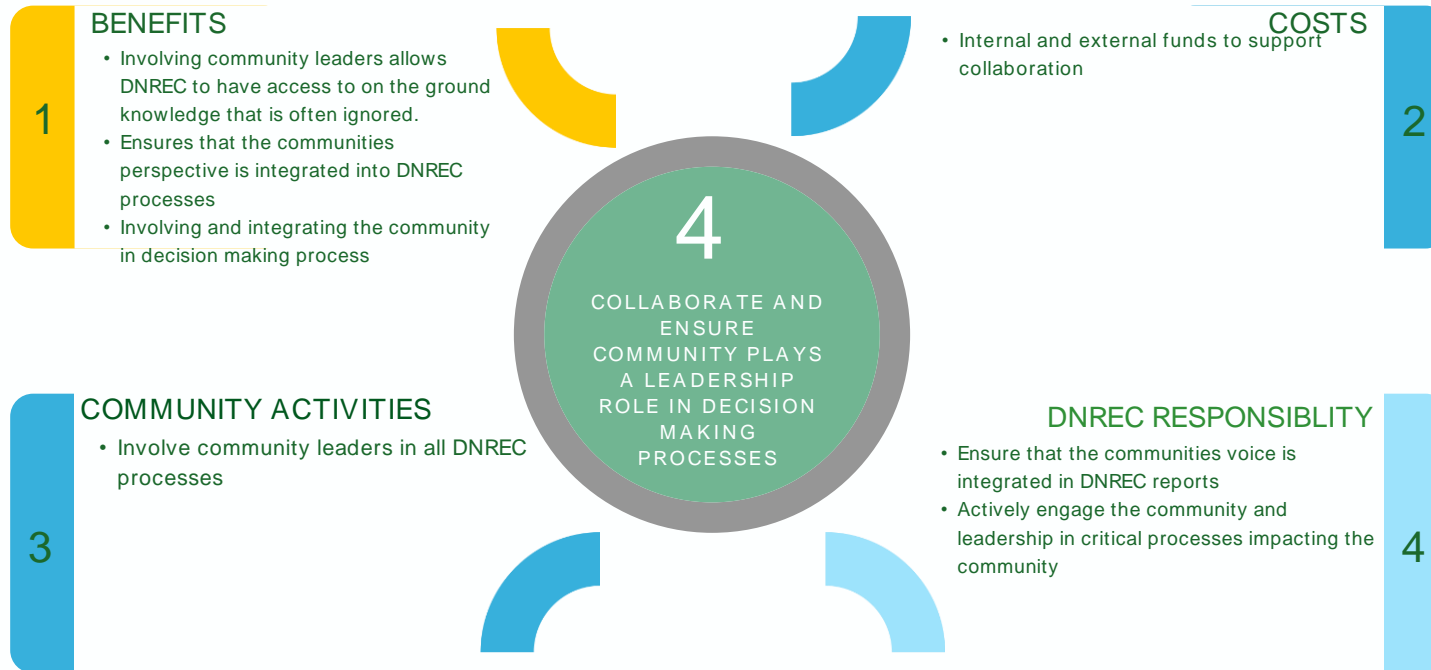 BENEFITS
• Involving community leaders allows
DNREC to have access to on the ground
knowledge that is often ignored.
• Ensures that the communities
perspective is integrated into DNREC
processes
• Involving and integrating the community
in decision making process
1
COSTS
• Internal and external funds to support
collaboration
2
4
COLLABORATE AND
ENSURE
COMMUNITY PLAYS
A LEADERSHIP
ROLE IN DECISION
MAKING
PROCESSES
COMMUNITY ACTIVITIES
• Involve community leaders in all DNREC
processes
3
DNREC RESPONSIBLITY
• Ensure that the communities voice is
integrated in DNREC reports
• Actively engage the community and
leadership in critical processes impacting the
community
4